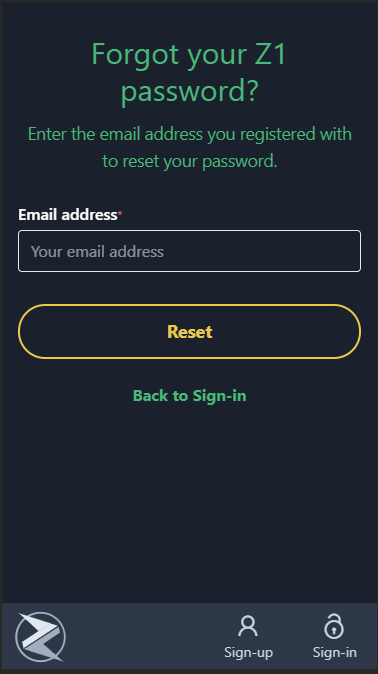 Forgot your Z1
password?
Enter the email address you registered with
to reset your password.
Email address*
Your email address
Reset
Back to Sign-in
Sign-up
Sign-in